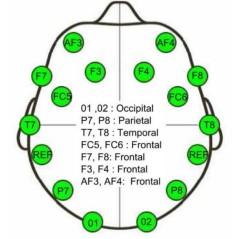 AF3 AF4
F7 F3 F4 F8
FC5 FC6
01 ,02 : Occipital
P7, P8 : Parietal
T7, T8 : Temporal
FC5, FC6 : Frontal
F7, F8: Frontal
F3, F4 : Frontal
AF3, AF4: Frontal
T7 T8
REF REF
P7 P8
01 02